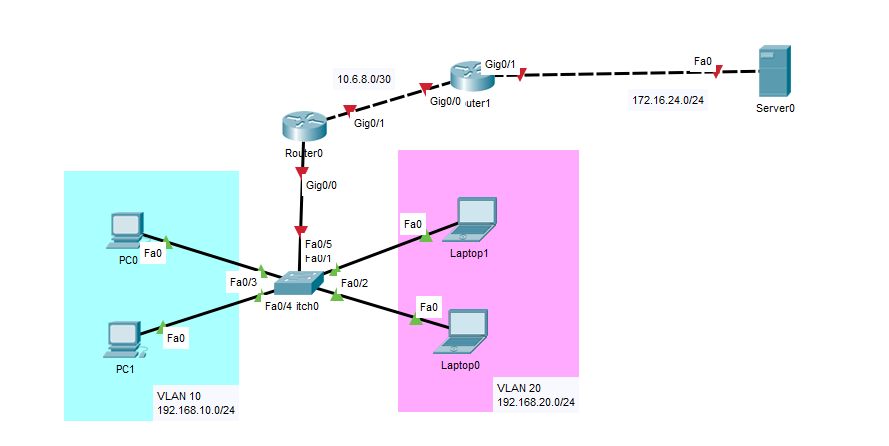 Gig0/1
Fa0
10.6.8.0/30
Gig0/0
uter1
172.16.24.0/24
Server0
Gig0/1
Router0
Gig0/0
Fa0
PC0
Fa0
Fa0/5
Fa0/1
Laptop1
Fa0/3
Fa0/2
Fa0/4
itch0
Fa0
Fa0
PC1
Laptop0
VLAN 10
192.168.10.0/24
VLAN 20
192.168.20.0/24